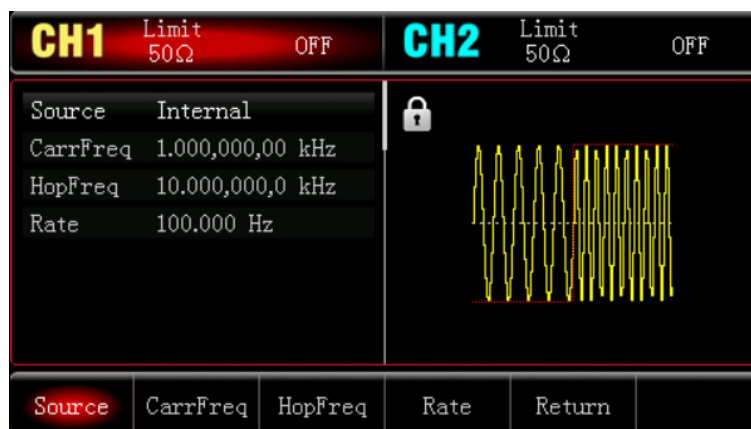 CH1 Limit 50Ω OFF CH2 Limit 50Ω OFF
Source Internal
CarrFreq 1.000,000,00 kHz
HopFreq 10.000,000,0 kHz
Rate 100.000 Hz
Source CarrFreq HopFreq Rate Return